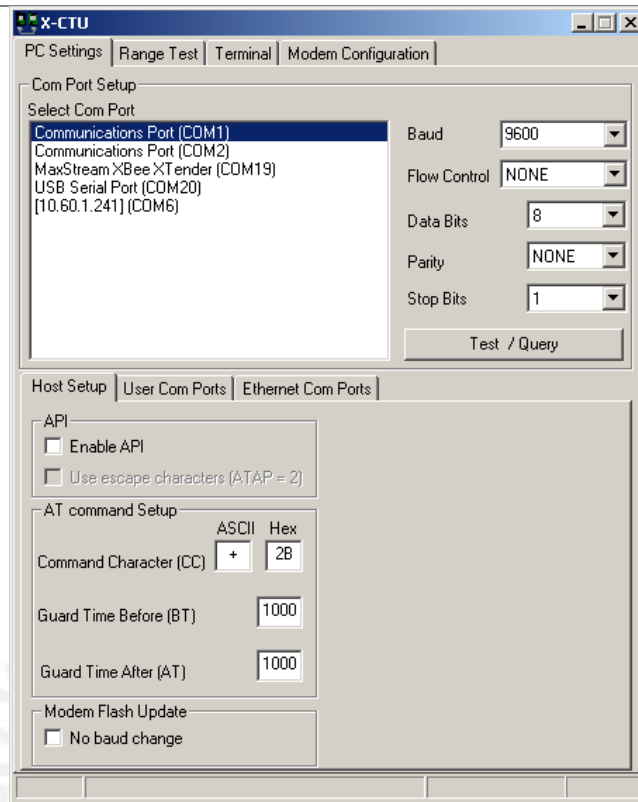 X-CTU
PC Settings Range Test Terminal Modem Configuration
Com Port Setup
Select Com Port
Communications Port (COM1)
Communications Port (COM2)
MaxStream XBee XTender (COM19)
USB Serial Port (COM20)
[10.60.1.241] (COM6)
Baud 9600
Flow Control NONE
Data Bits 8
Parity NONE
Stop Bits 1
Test / Query
Host Setup User Com Ports Ethernet Com Ports
API
Enable API
Use escape characters (ATAP = 2)
AT command Setup
ASCII Hex
Command Character (CC) + 2B
Guard Time Before (BT) 1000
Guard Time After (AT) 1000
Modem Flash Update
No baud change